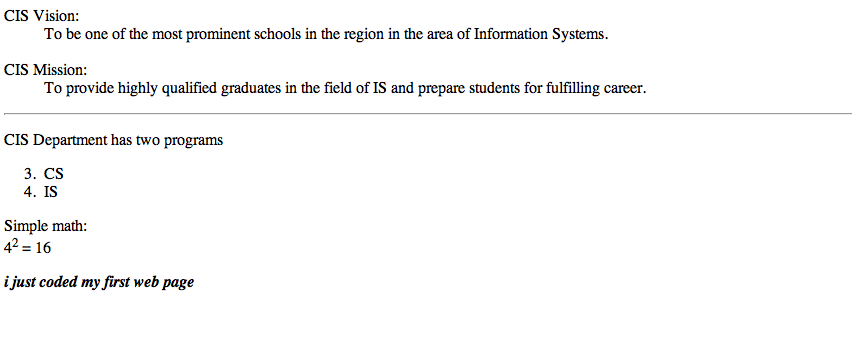 CIS Vision:
To be one of the most prominent schools in the region in the area of Information Systems.
CIS Mission:
To provide highly qualified graduates in the field of IS and prepare students for fulfilling career.
CIS Department has two programs
3. CS
4. IS
Simple math:
4² = 16
i just coded my first web page